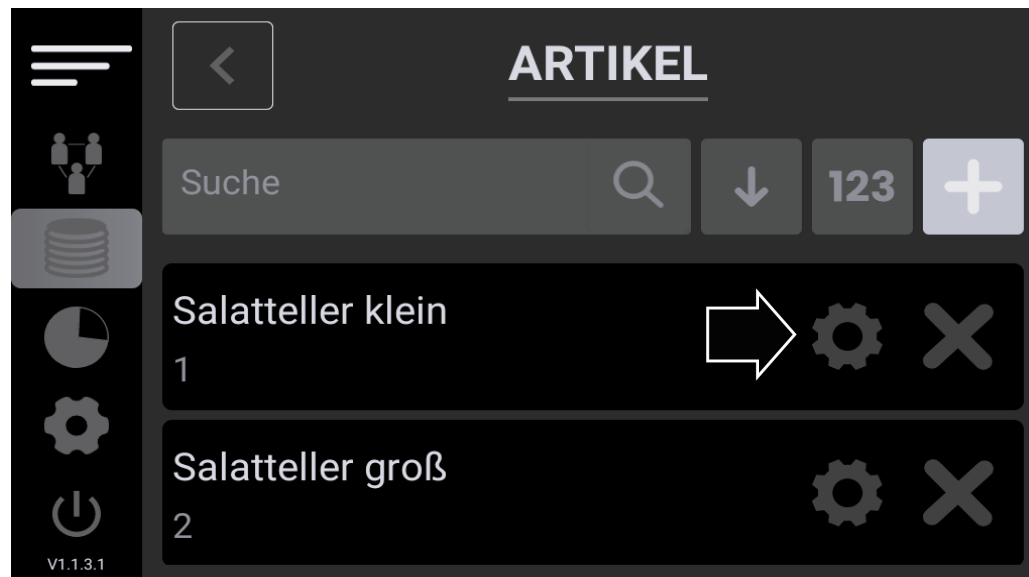 ARTIKEL
Suche
123
Salatteller klein
1
Salatteller groß
2
V1.1.3.1